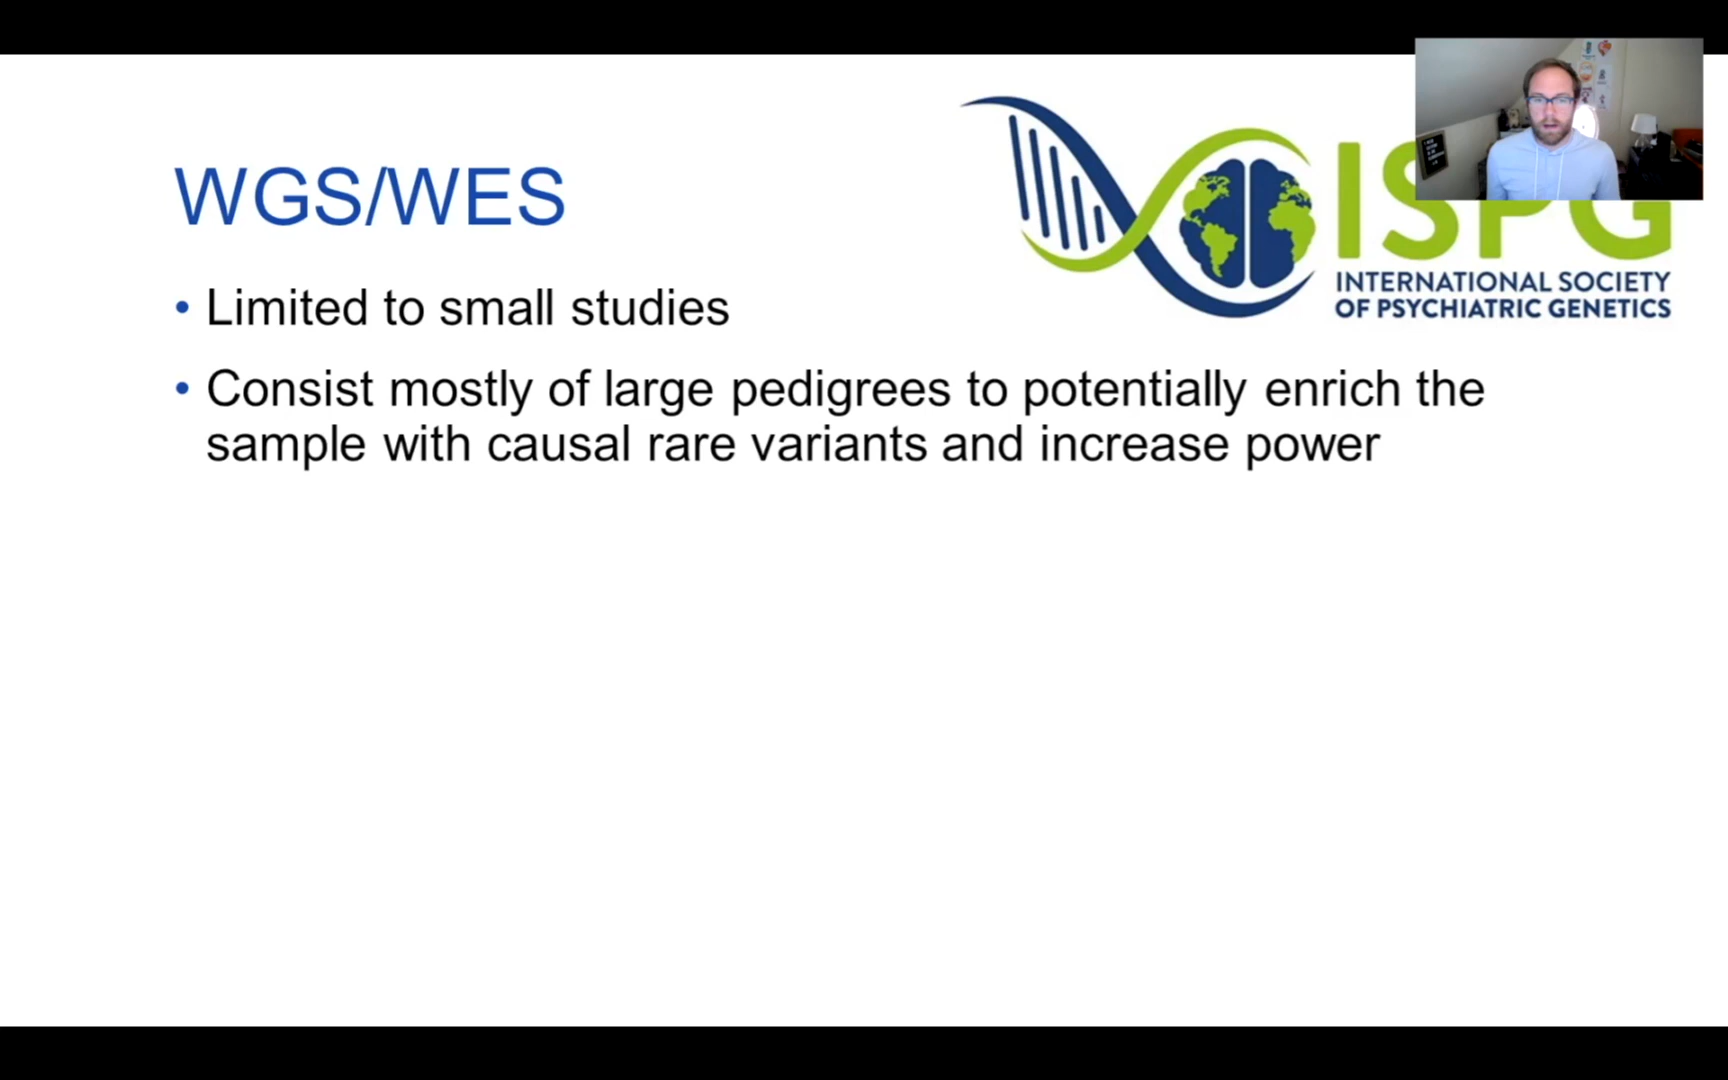 WGS/WES
• Limited to small studies
• Consist mostly of large pedigrees to potentially enrich the
sample with causal rare variants and increase power
ISPG
INTERNATIONAL SOCIETY
OF PSYCHIATRIC GENETICS